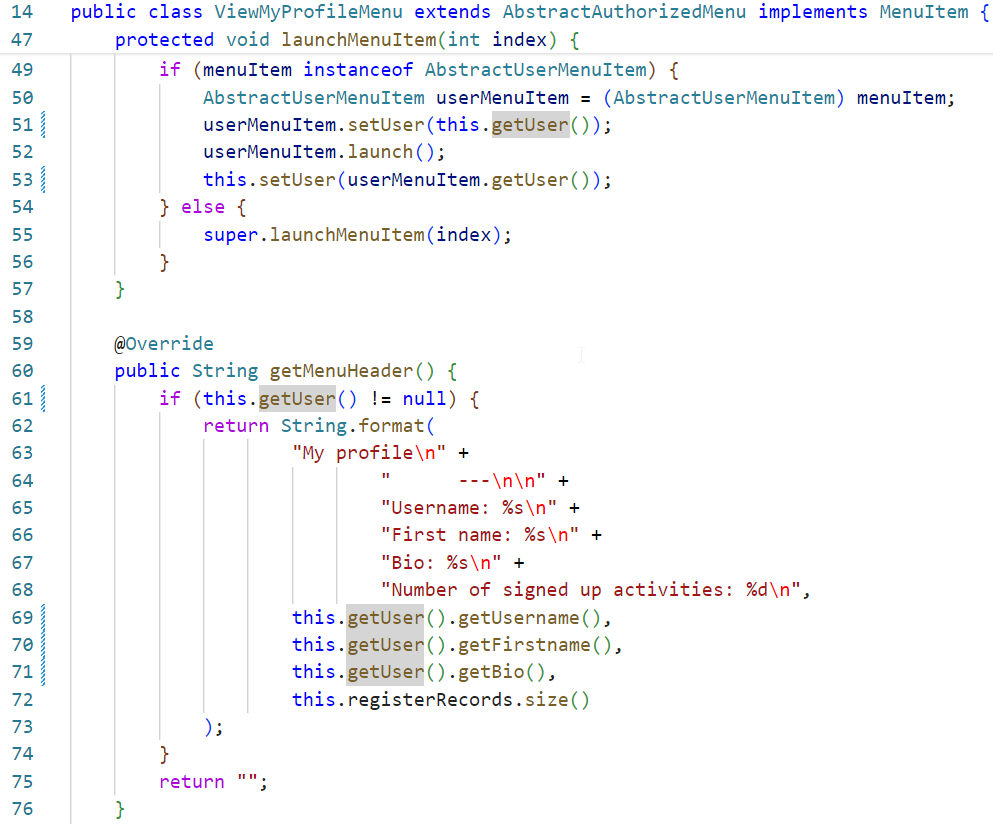 14 public class ViewMyProfileMenu extends AbstractAuthorizedMenu implements MenuItem {
47     protected void launchMenuItem(int index) {
49         if (menuItem instanceof AbstractUserMenuItem) {
50             AbstractUserMenuItem userMenuItem = (AbstractUserMenuItem) menuItem;
51             userMenuItem.setUser(this.getUser());
52             userMenuItem.launch();
53             this.setUser(userMenuItem.getUser());
54         } else {
55             super.launchMenuItem(index);
56         }
57     }
58
59     @Override
60     public String getMenuHeader() {
61         if (this.getUser() != null) {
62             return String.format(
63                     "My profile\n" +
64                             "      ---\n\n" +
65                             "Username: %s\n" +
66                             "First name: %s\n" +
67                             "Bio: %s\n" +
68                             "Number of signed up activities: %d\n",
69                     this.getUser().getUsername(),
70                     this.getUser().getFirstname(),
71                     this.getUser().getBio(),
72                     this.registerRecords.size()
73             );
74         }
75         return "";
76     }